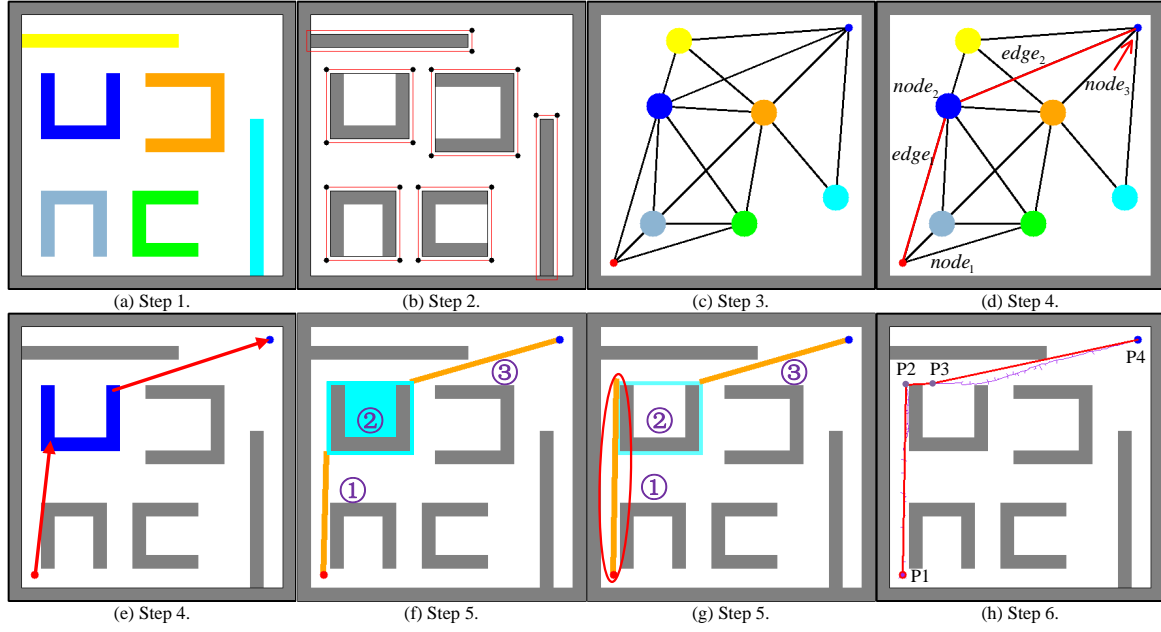 edge₂
node₂
node₃
edge₁
node₁
(a) Step 1.
(b) Step 2.
(c) Step 3.
(d) Step 4.
③
②
①
③
②
①
P2 P3
P4
P1
(e) Step 4.
(f) Step 5.
(g) Step 5.
(h) Step 6.